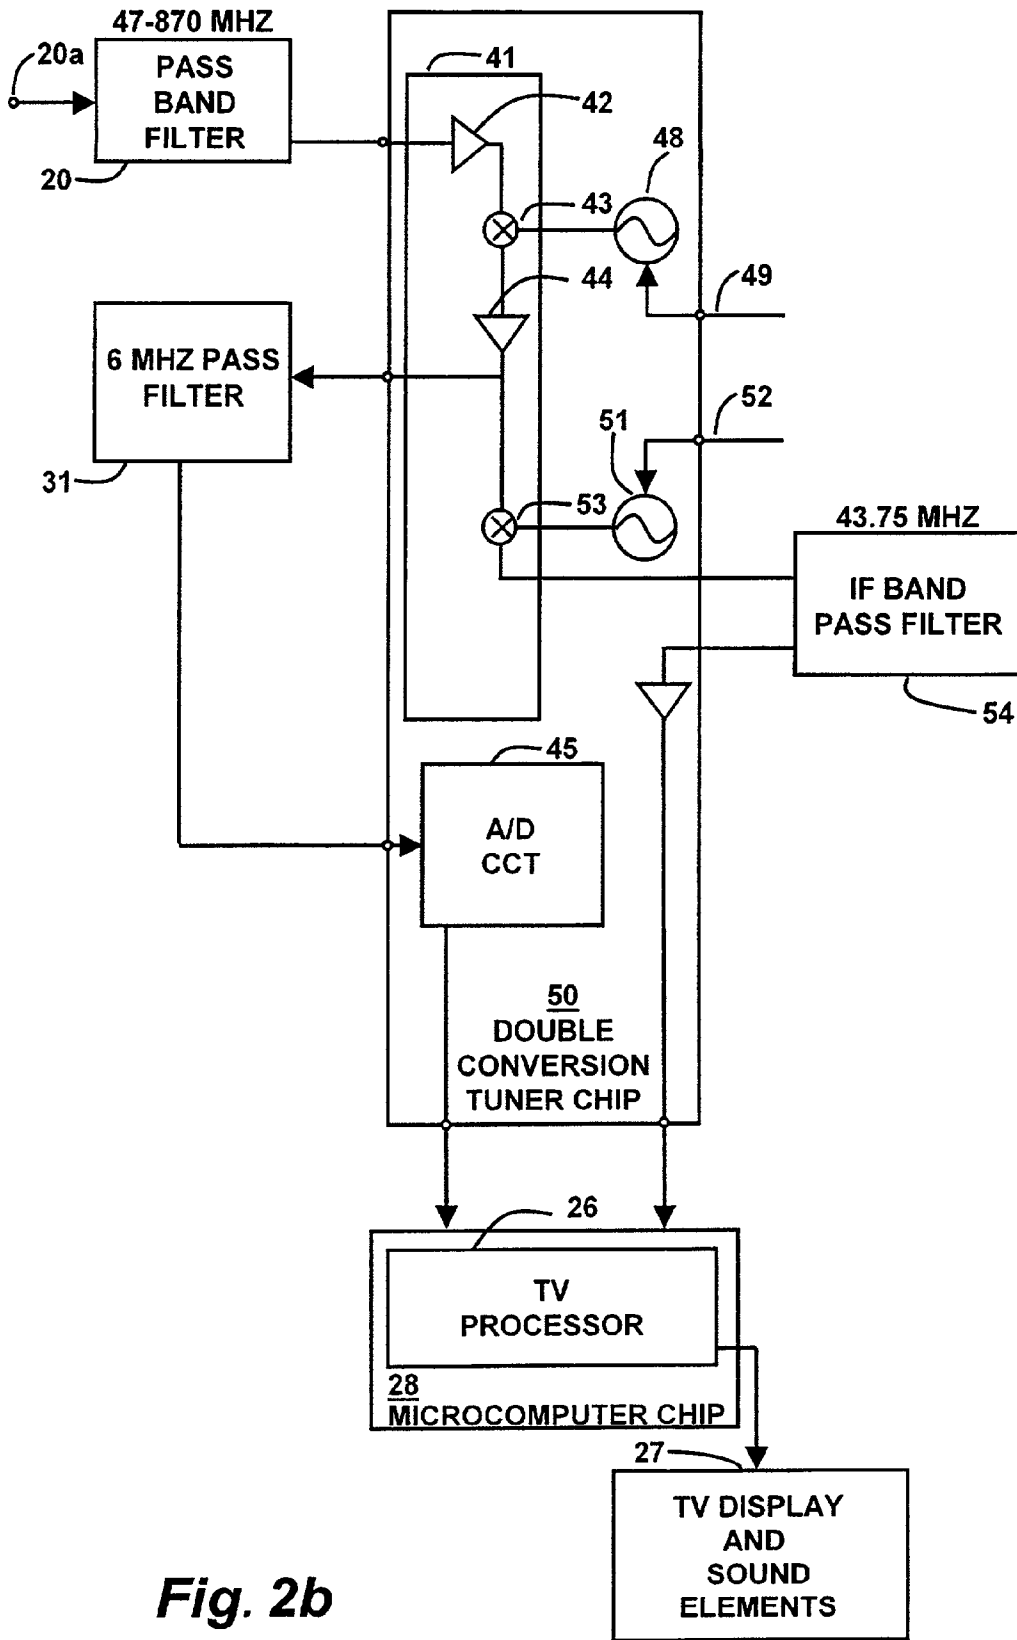 47-870 MHZ
20a
PASS
BAND
FILTER
20
41
42
48
43
44
49
6 MHZ PASS
FILTER
31
52
51
53
43.75 MHZ
IF BAND
PASS FILTER
54
45
A/D
CCT
50
DOUBLE
CONVERSION
TUNER CHIP
26
TV
PROCESSOR
28
MICROCOMPUTER CHIP
27
TV DISPLAY
AND
SOUND
ELEMENTS
Fig. 2b